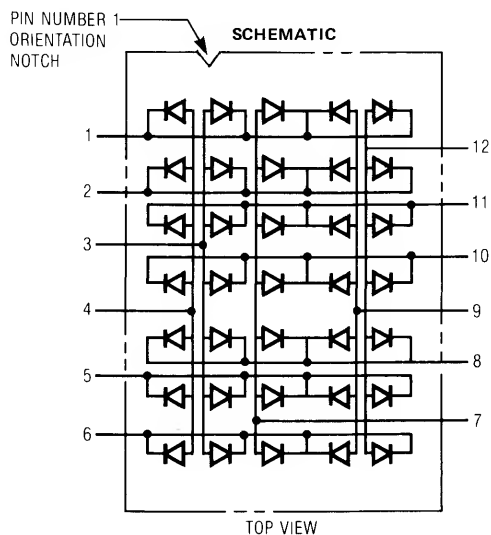 PIN NUMBER 1
ORIENTATION
NOTCH
SCHEMATIC
1
12
2
11
3
10
4
9
8
5
7
6
TOP VIEW